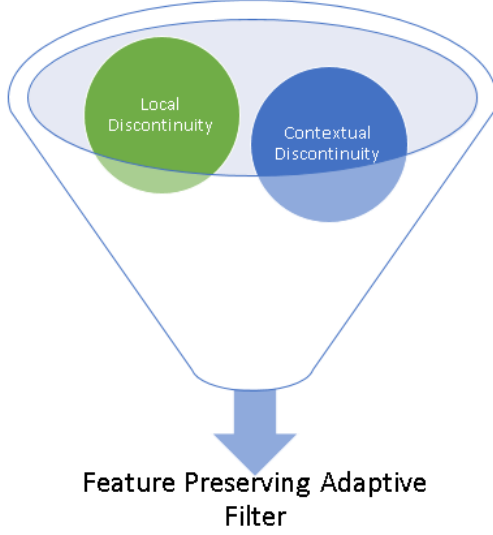 Local
Discontinuity
Contextual
Discontinuity
Feature Preserving Adaptive
Filter